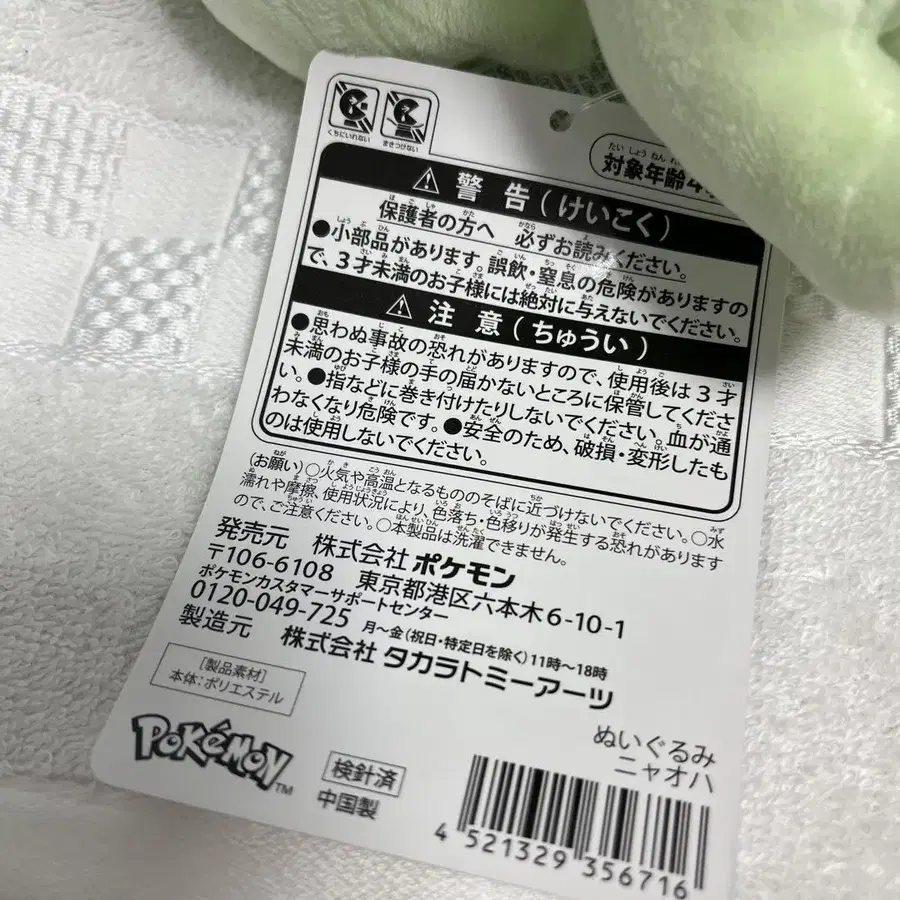 くちにいれない
まきつけない
対象年齢4
警告(けいこく)
保護者の方へ 必ずお読みください。
●小部品があります。誤飲・窒息の危険がありますの
で、3才未満のお子様には絶対に与えないでください。
注意(ちゅうい)
●思わぬ事故の恐れがありますので、使用後は3才
未満のお子様の手の届かないところに保管してくださ
い。●指などに巻き付けたりしないでください。血が通
わなくなり危険です。●安全のため、破損・変形したも
のは使用しないでください。
(お願い)○火気や高温となるもののそばに近づけないでください。○水
濡れや摩擦、使用状況により、色落ち・色移りが発生する恐れがあります
ので、ご注意ください。○本製品は洗濯できません。
発売元 株式会社 ポケモン
〒106-6108 東京都港区六本木6-10-1
ポケモンカスタマーサポートセンター
0120-049-725 月～金(祝日・特定日を除く)11時～18時
製造元 株式会社 タカラトミーアーツ
[製品素材]
本体:ポリエステル
ぬいぐるみ
ニャオハ
POKéMON TM
検針済
中国製
4 521329 356716